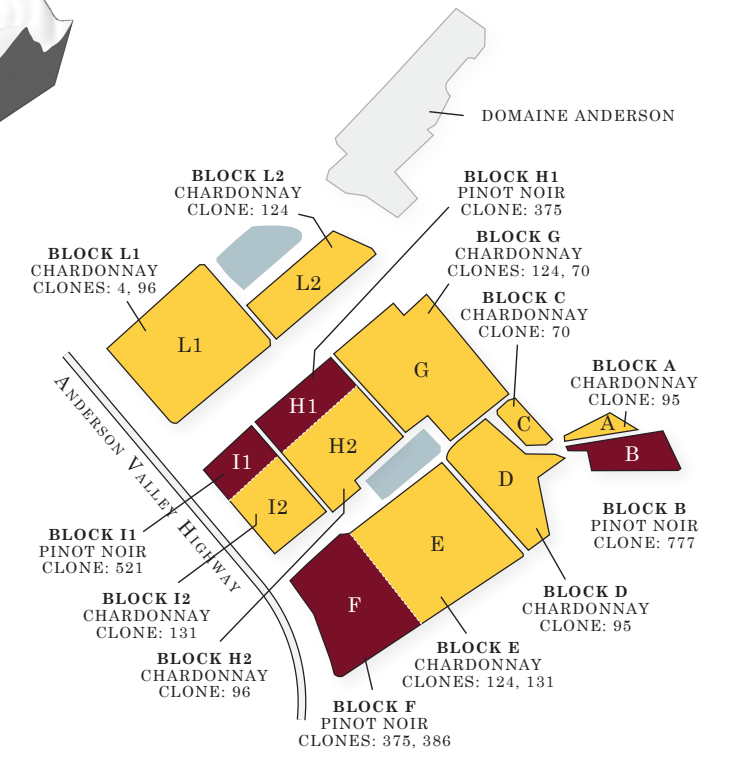 DOMAINE ANDERSON
BLOCK L2
CHARDONNAY
CLONE: 124
BLOCK H1
PINOT NOIR
CLONE: 375
BLOCK G
CHARDONNAY
CLONES: 124, 70
BLOCK L1
CHARDONNAY
CLONES: 4, 96
BLOCK C
CHARDONNAY
CLONE: 70
BLOCK A
CHARDONNAY
CLONE: 95
L2
L1
G
H1
H2
C
A
B
I1
I2
D
E
F
ANDERSON VALLEY HIGHWAY
BLOCK B
PINOT NOIR
CLONE: 777
BLOCK I1
PINOT NOIR
CLONE: 521
BLOCK I2
CHARDONNAY
CLONE: 131
BLOCK D
CHARDONNAY
CLONE: 95
BLOCK H2
CHARDONNAY
CLONE: 96
BLOCK E
CHARDONNAY
CLONES: 124, 131
BLOCK F
PINOT NOIR
CLONES: 375, 386